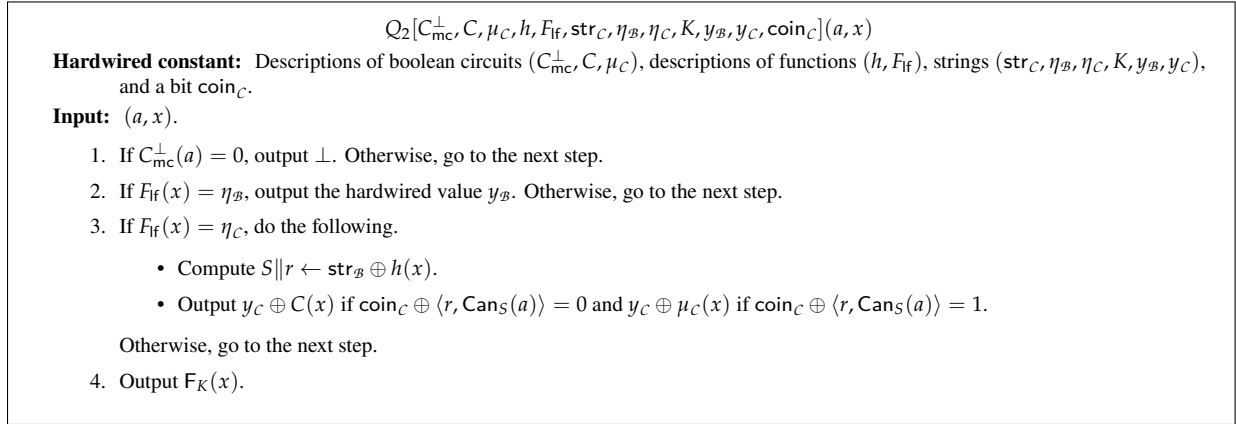 Q₂[C⊥mc, C, μ_C, h, F_lf, str_C, η_ℬ, η_C, K, y_ℬ, y_C, coin_C](a, x)
Hardwired constant: Descriptions of boolean circuits (C⊥mc, C, μ_C), descriptions of functions (h, F_lf), strings (str_C, η_ℬ, η_C, K, y_ℬ, y_C),
and a bit coin_C.
Input: (a, x).
1. If C⊥mc(a) = 0, output ⊥. Otherwise, go to the next step.
2. If F_lf(x) = η_ℬ, output the hardwired value y_ℬ. Otherwise, go to the next step.
3. If F_lf(x) = η_C, do the following.
• Compute S‖r ← str_ℬ ⊕ h(x).
• Output y_C ⊕ C(x) if coin_C ⊕ ⟨r, Can_S(a)⟩ = 0 and y_C ⊕ μ_C(x) if coin_C ⊕ ⟨r, Can_S(a)⟩ = 1.
Otherwise, go to the next step.
4. Output F_K(x).